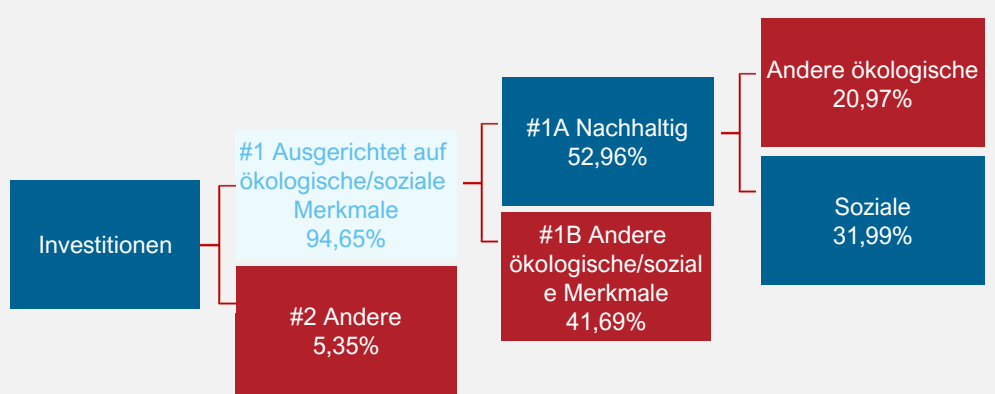 Investitionen
#1 Ausgerichtet auf
ökologische/soziale
Merkmale
94,65%
#2 Andere
5,35%
#1A Nachhaltig
52,96%
#1B Andere
ökologische/sozial
e Merkmale
41,69%
Andere ökologische
20,97%
Soziale
31,99%